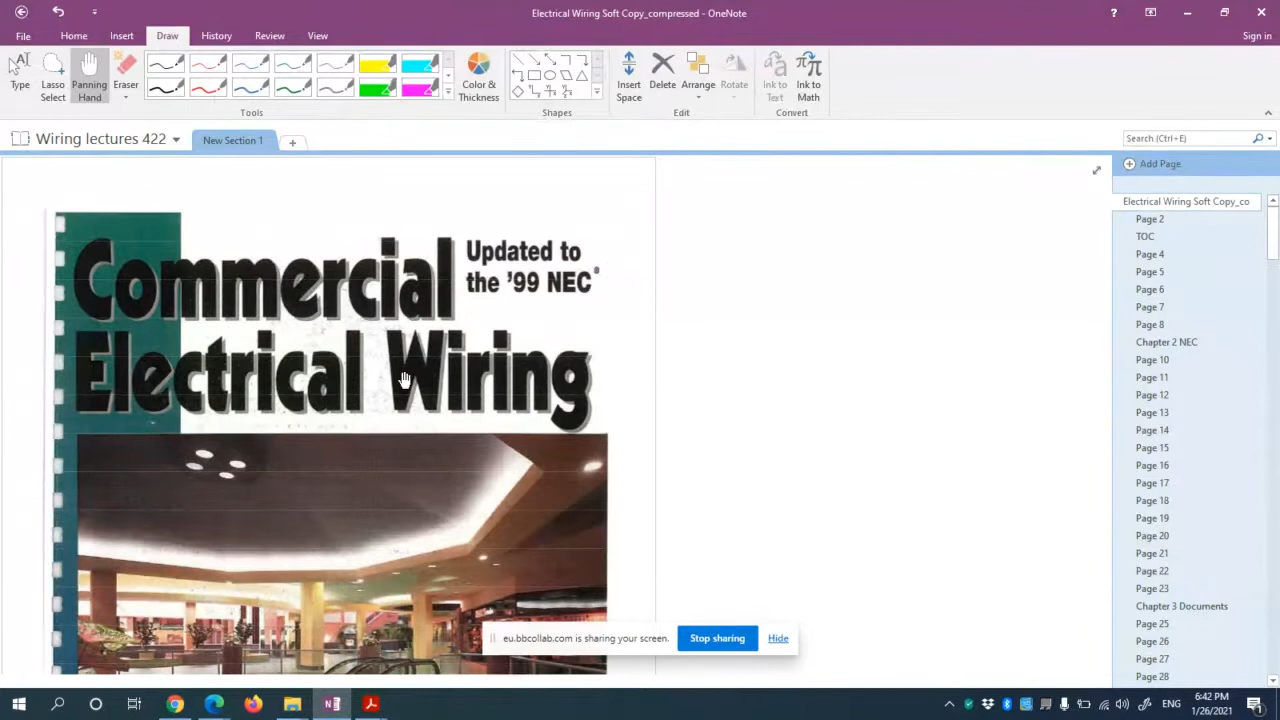 Electrical Wiring Soft Copy_compressed - OneNote
File Home Insert Draw History Review View
Sign in
Type
Lasso Select
Panning Hand
Eraser
Color & Thickness
Insert Space
Delete
Arrange
Rotate
Ink to Text
Ink to Math
Tools
Shapes
Edit
Convert
Wiring lectures 422
New Section 1
Search (Ctrl+E)
Add Page
Commercial
Electrical Wiring
Updated to
the '99 NEC®
Electrical Wiring Soft Copy_co
Page 2
TOC
Page 4
Page 5
Page 6
Page 7
Page 8
Chapter 2 NEC
Page 10
Page 11
Page 12
Page 13
Page 14
Page 15
Page 16
Page 17
Page 18
Page 19
Page 20
Page 21
Page 22
Page 23
Chapter 3 Documents
Page 25
Page 26
Page 27
Page 28
eu.bbcollab.com is sharing your screen.
Stop sharing
Hide
6:42 PM
1/26/2021